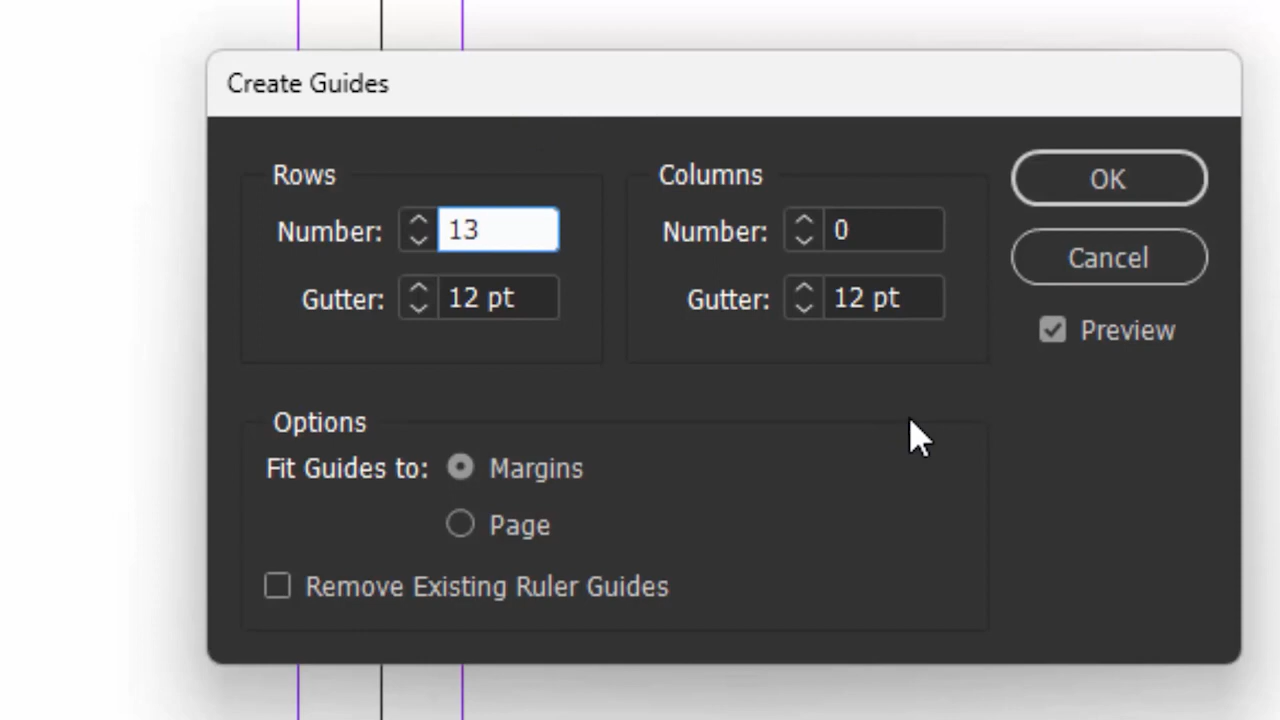 Create Guides
Rows
Number: 13
Gutter: 12 pt
Columns
Number: 0
Gutter: 12 pt
OK
Cancel
Preview
Options
Fit Guides to: Margins
Page
Remove Existing Ruler Guides